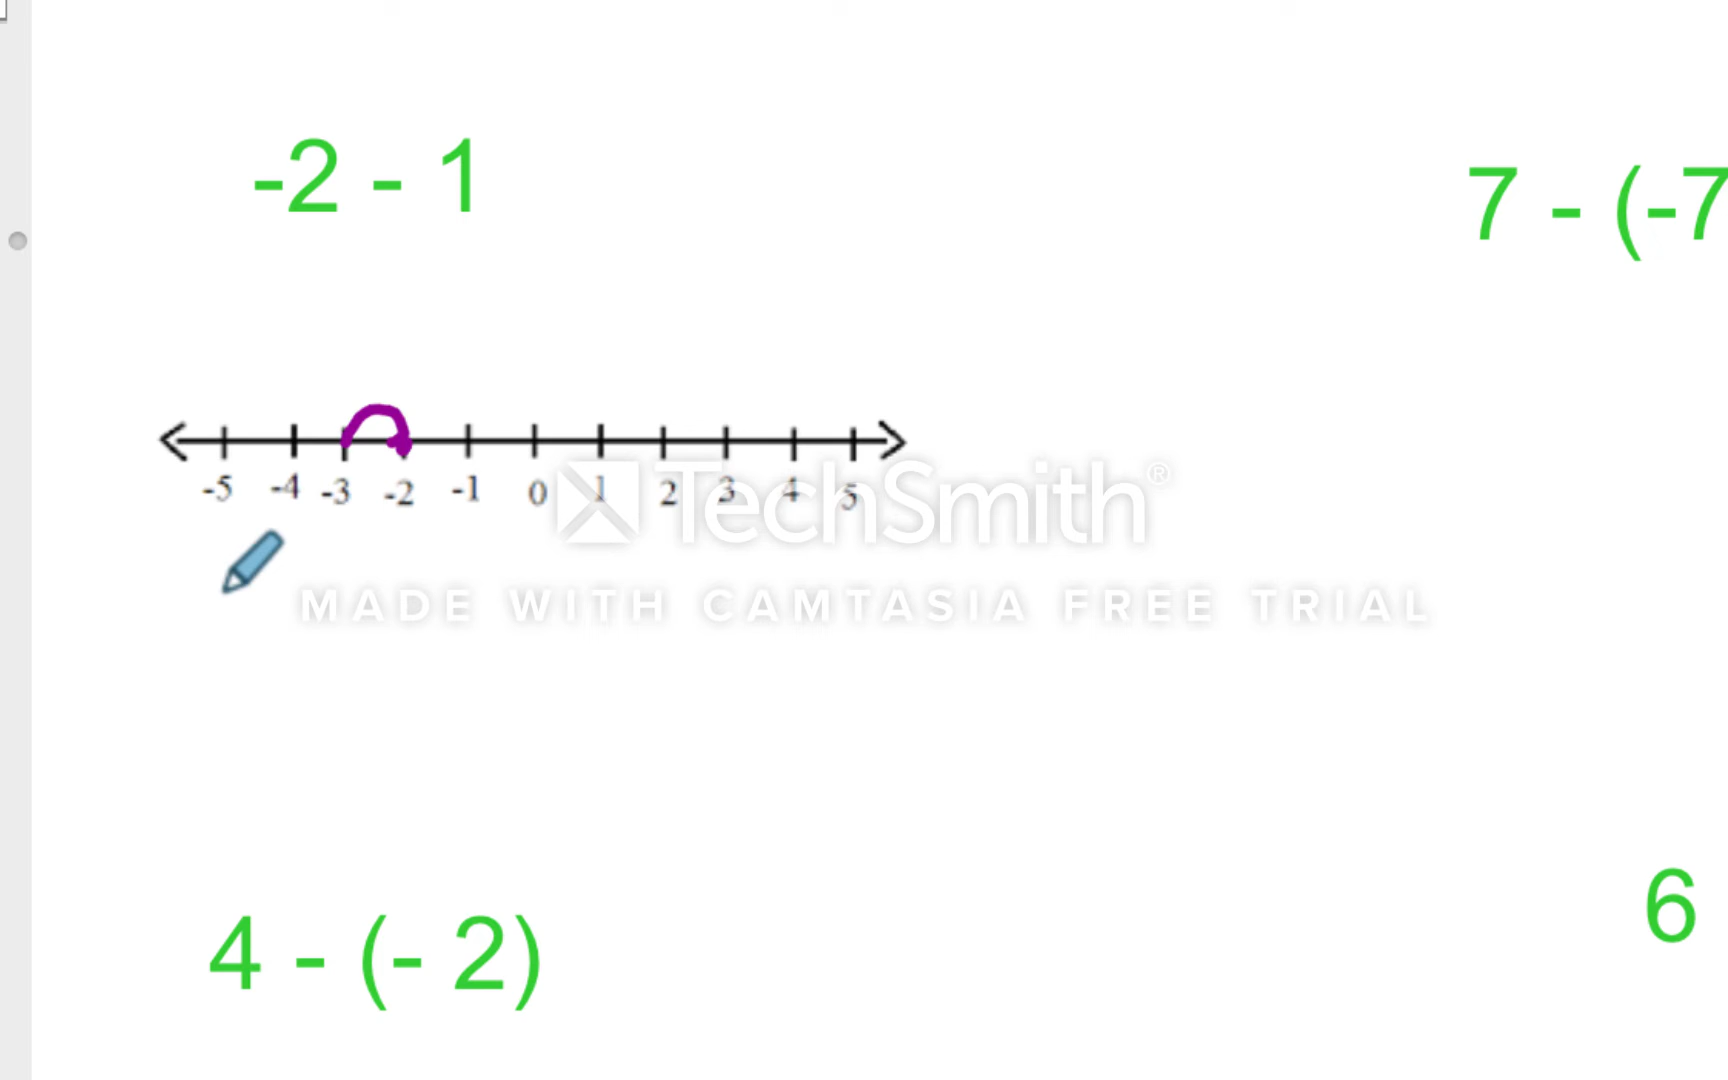 -2 - 1
7 - (-7
-5 -4 -3 -2 -1 0 1 2 3 4 5
TechSmith®
MADE WITH CAMTASIA FREE TRIAL
4 - (- 2)
6